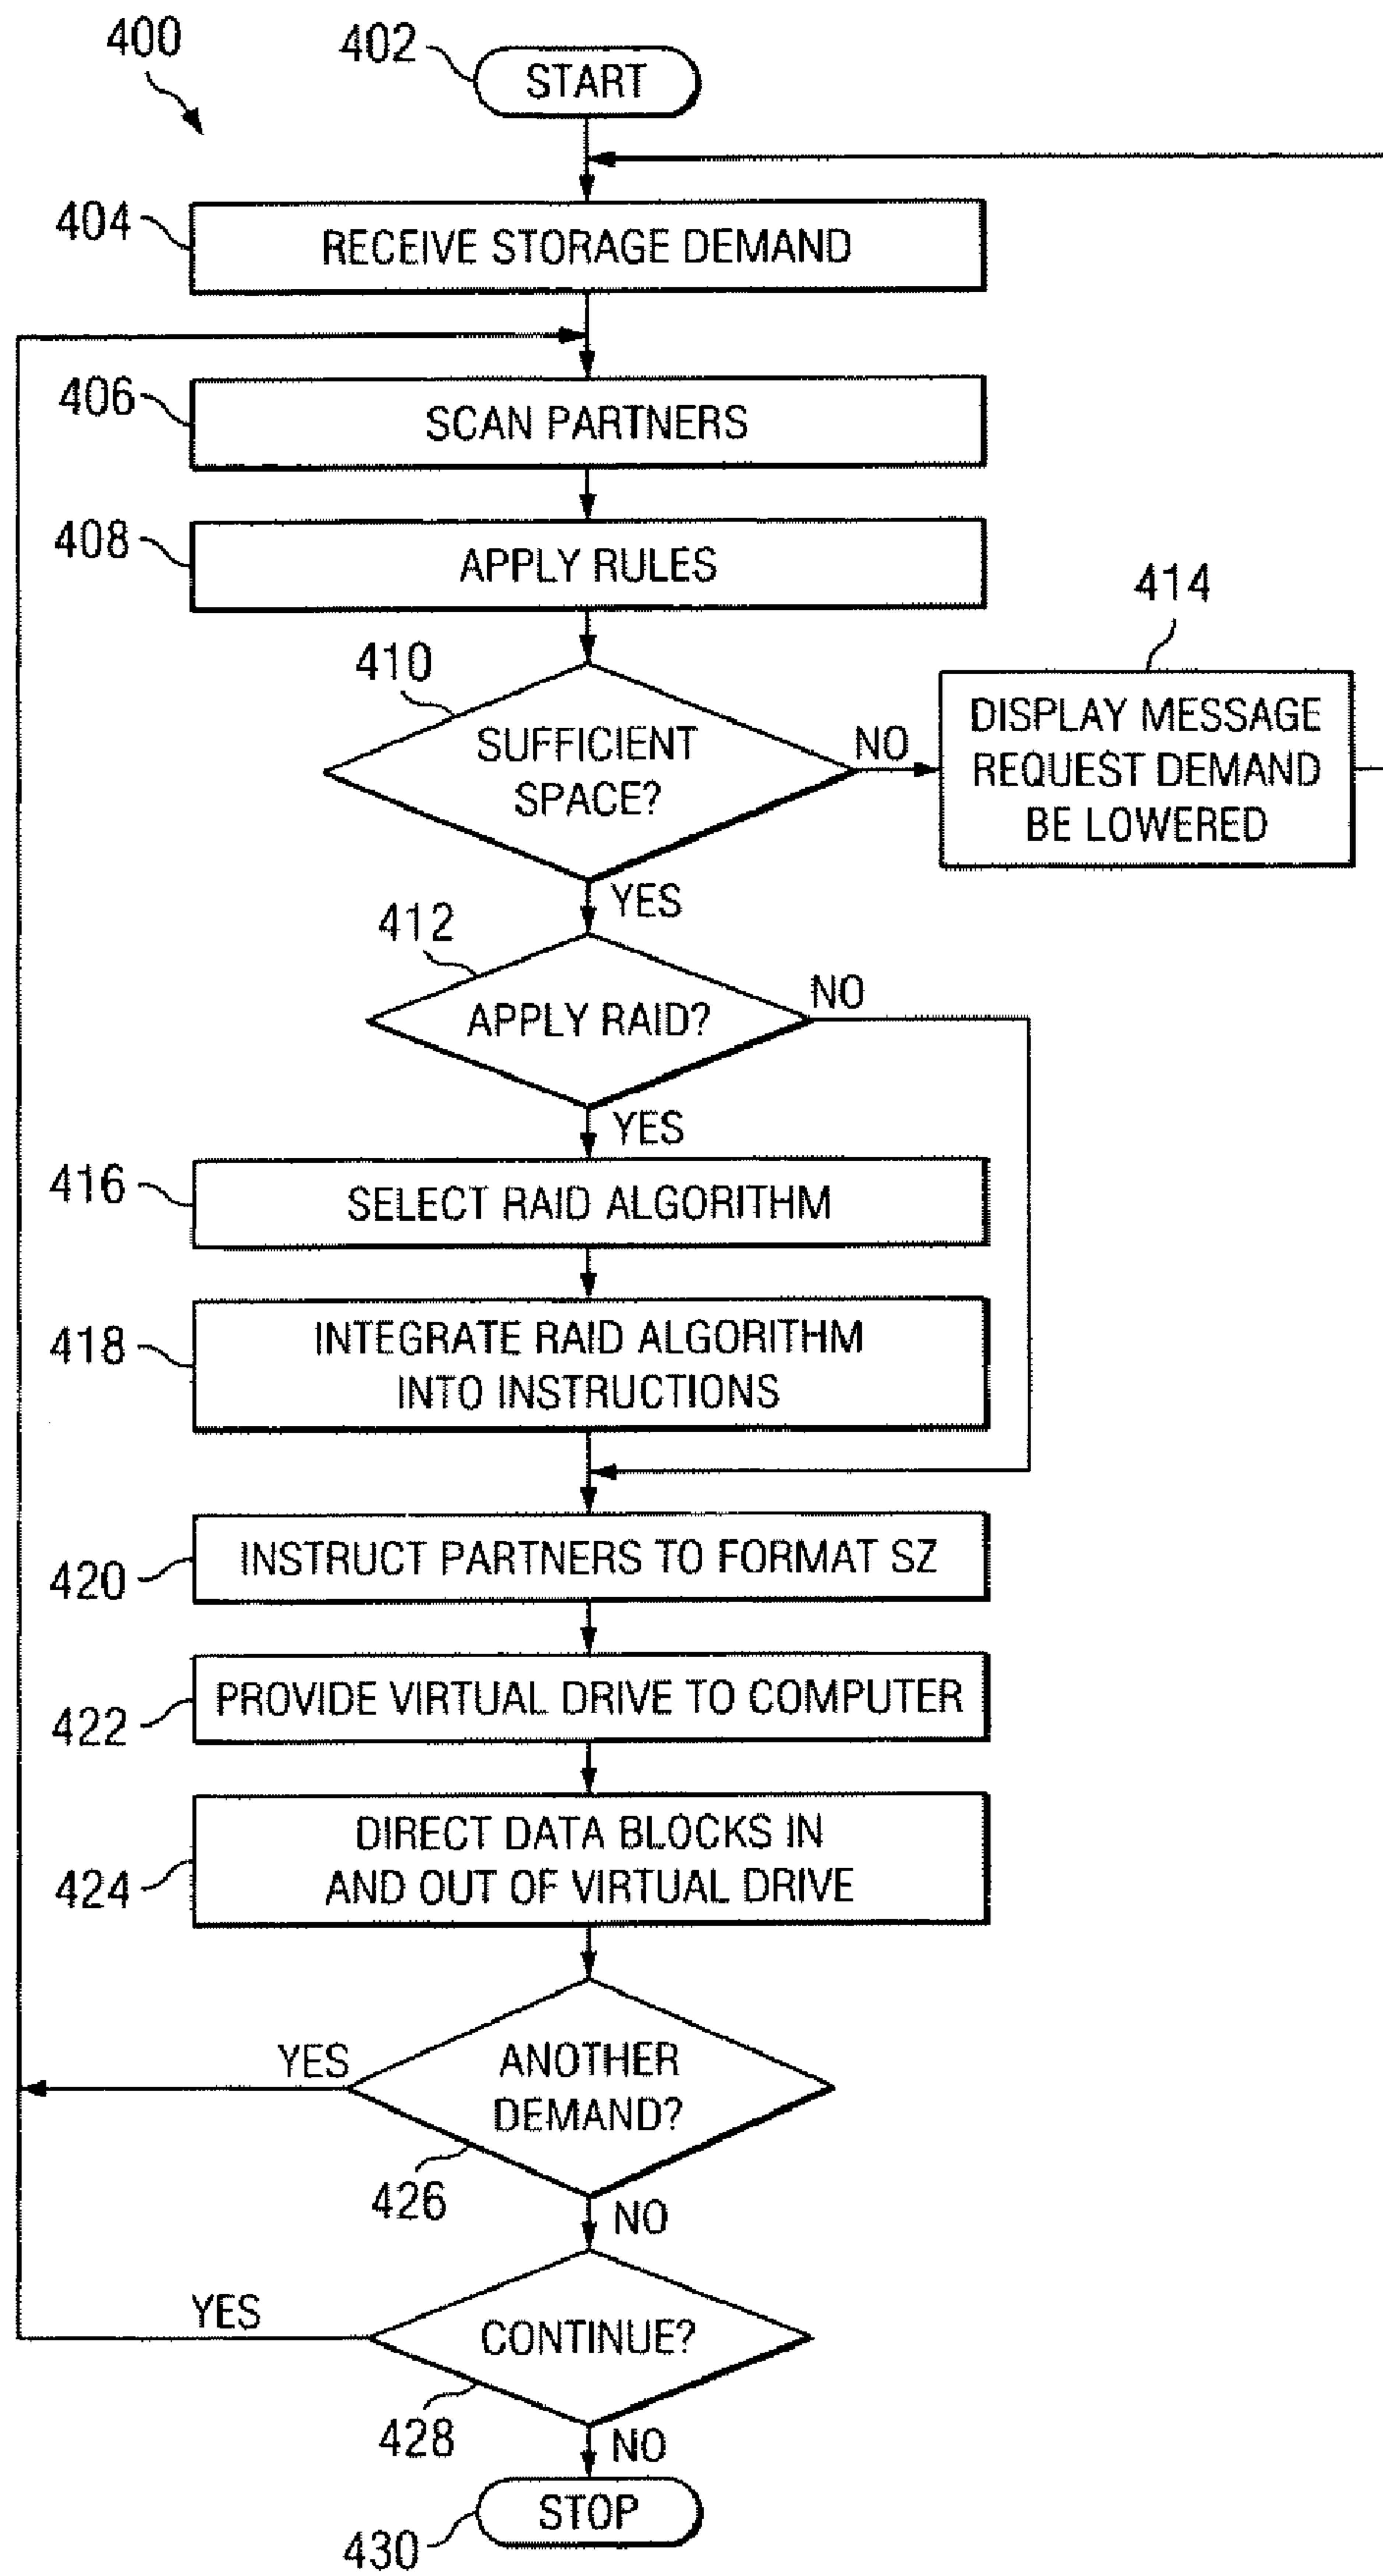 400
402
START
404
RECEIVE STORAGE DEMAND
406
SCAN PARTNERS
408
APPLY RULES
410
SUFFICIENT
SPACE?
NO
414
DISPLAY MESSAGE
REQUEST DEMAND
BE LOWERED
YES
412
APPLY RAID?
NO
YES
416
SELECT RAID ALGORITHM
418
INTEGRATE RAID ALGORITHM
INTO INSTRUCTIONS
420
INSTRUCT PARTNERS TO FORMAT SZ
422
PROVIDE VIRTUAL DRIVE TO COMPUTER
424
DIRECT DATA BLOCKS IN
AND OUT OF VIRTUAL DRIVE
YES
ANOTHER
DEMAND?
426
NO
YES
CONTINUE?
428
NO
STOP
430